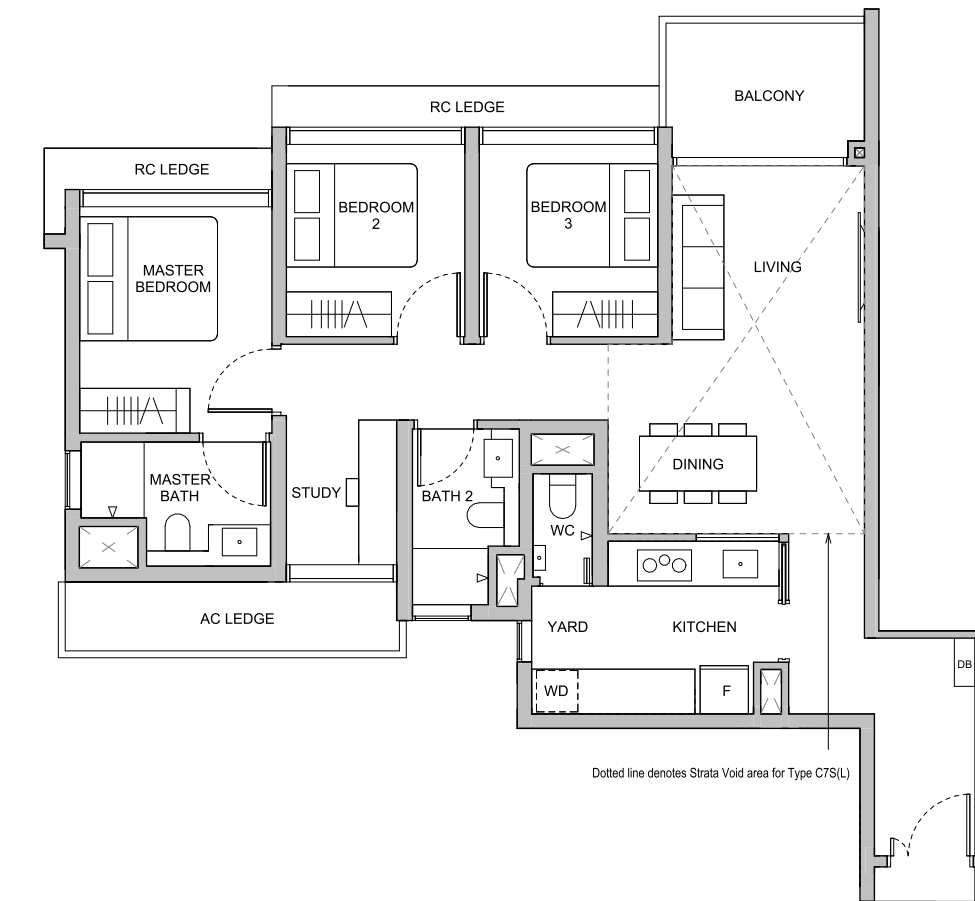 BALCONY
RC LEDGE
RC LEDGE
BEDROOM
2
BEDROOM
3
MASTER
BEDROOM
LIVING
DINING
MASTER
BATH
STUDY
BATH 2
WC
AC LEDGE
YARD
KITCHEN
DB
WD
F
Dotted line denotes Strata Void area for Type C7S(L)